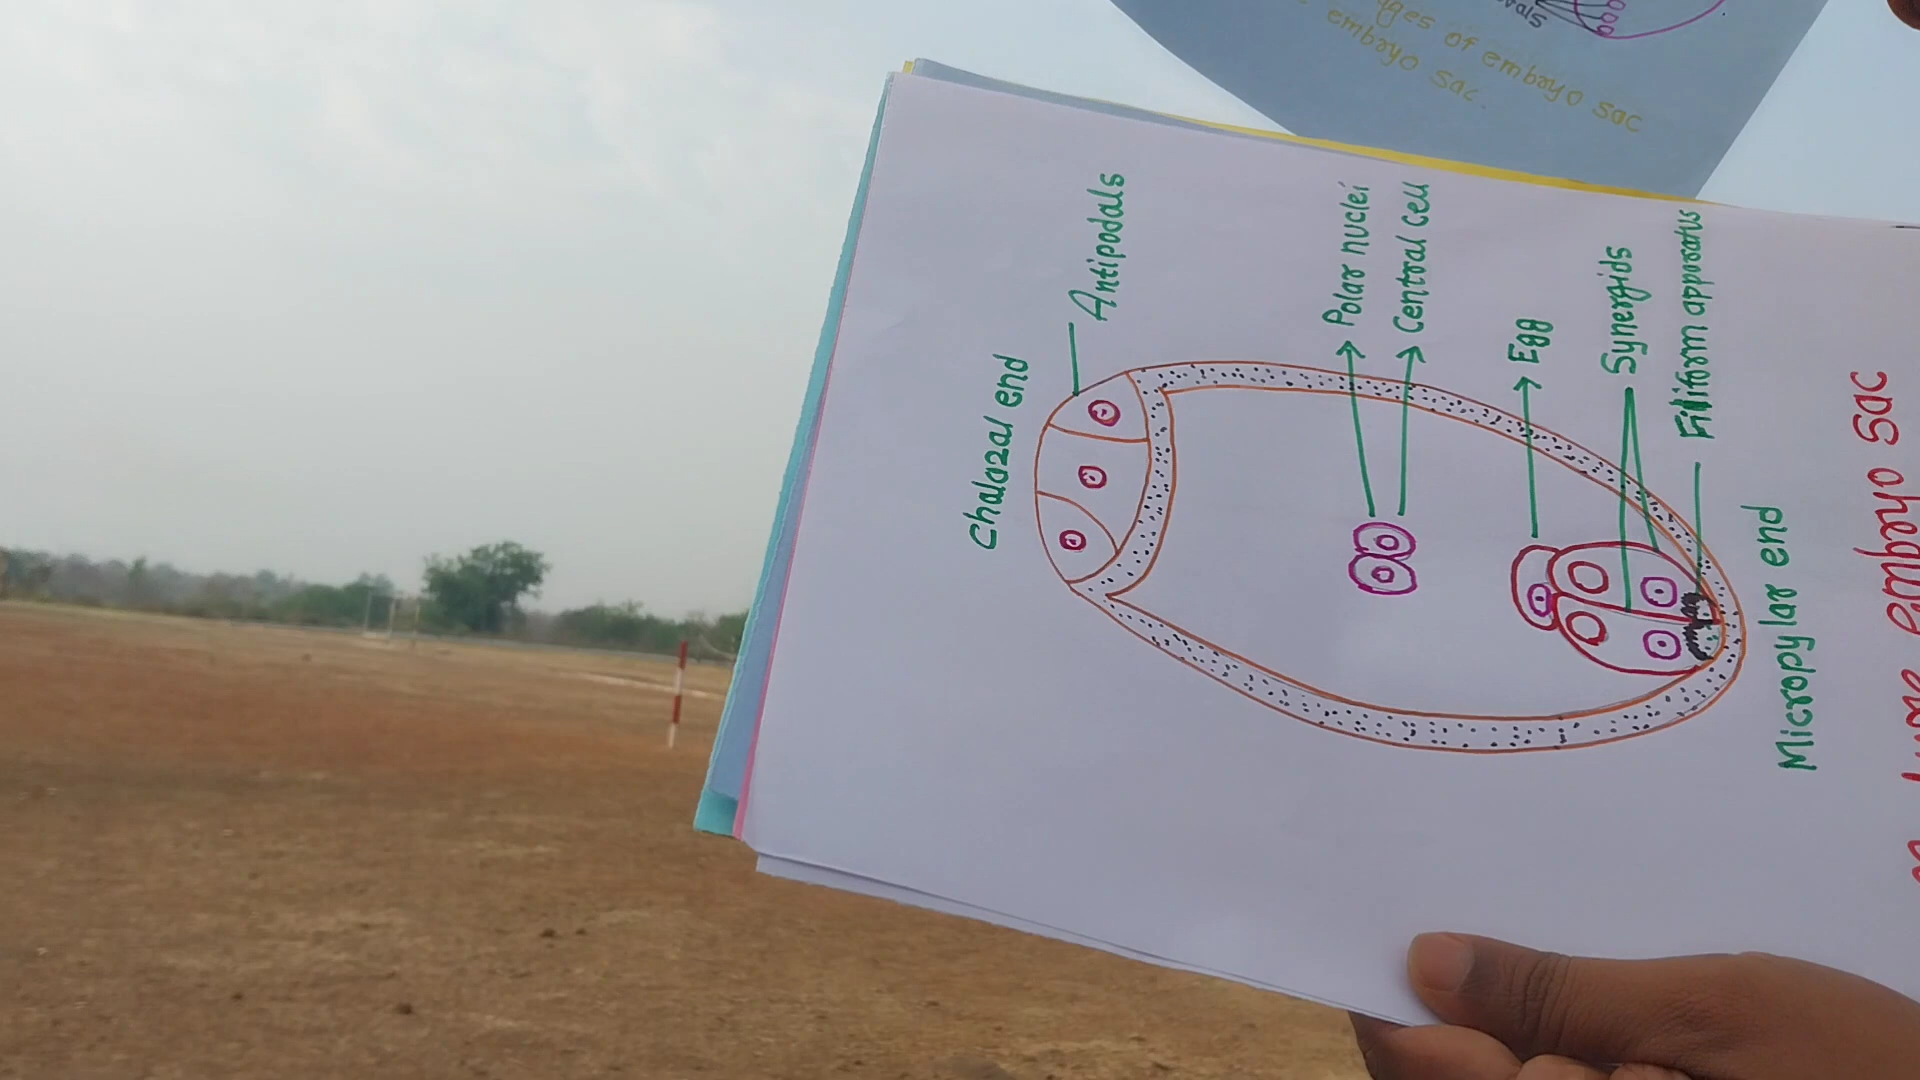 Chalazal end
Antipodals
Polar nuclei
Central cell
Egg
Synergids
Filiform apparatus
Micropylar end
embryo sac
of embryo sac
embryo sac.